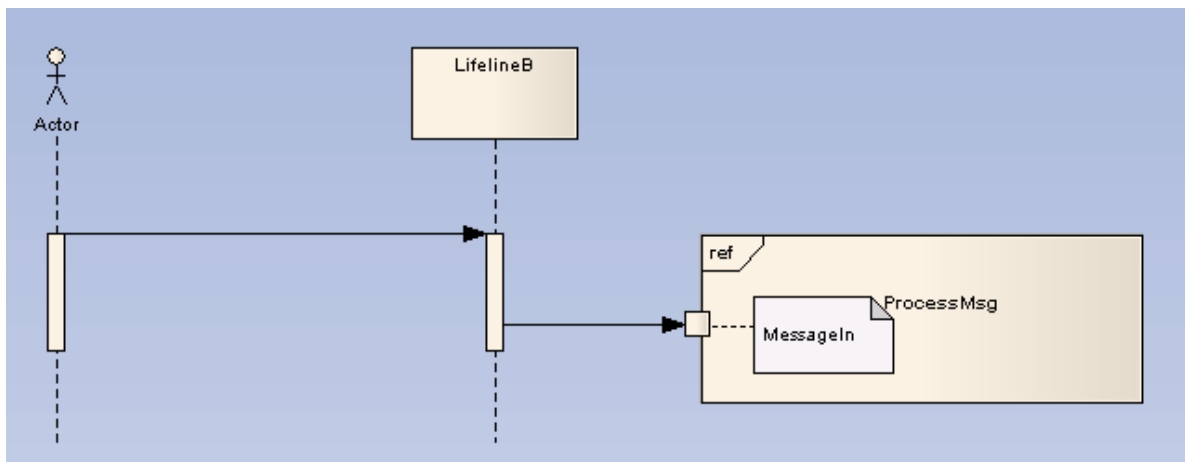 LifelineB
Actor
ref
ProcessMsg
MessageIn